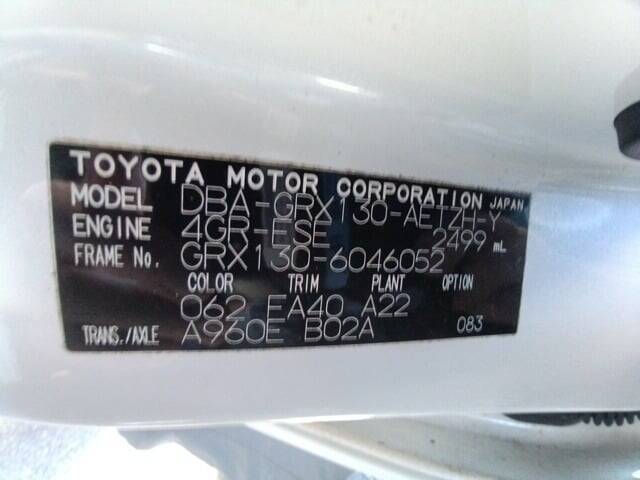 TOYOTA MOTOR CORPORATION JAPAN
MODEL DBA-GRX130-AETZH-Y
ENGINE 4GR-FSE 2499 mL
FRAME No. GRX130-6046052
COLOR TRIM PLANT OPTION
062 FA40 A22
TRANS./AXLE A960E B02A 083